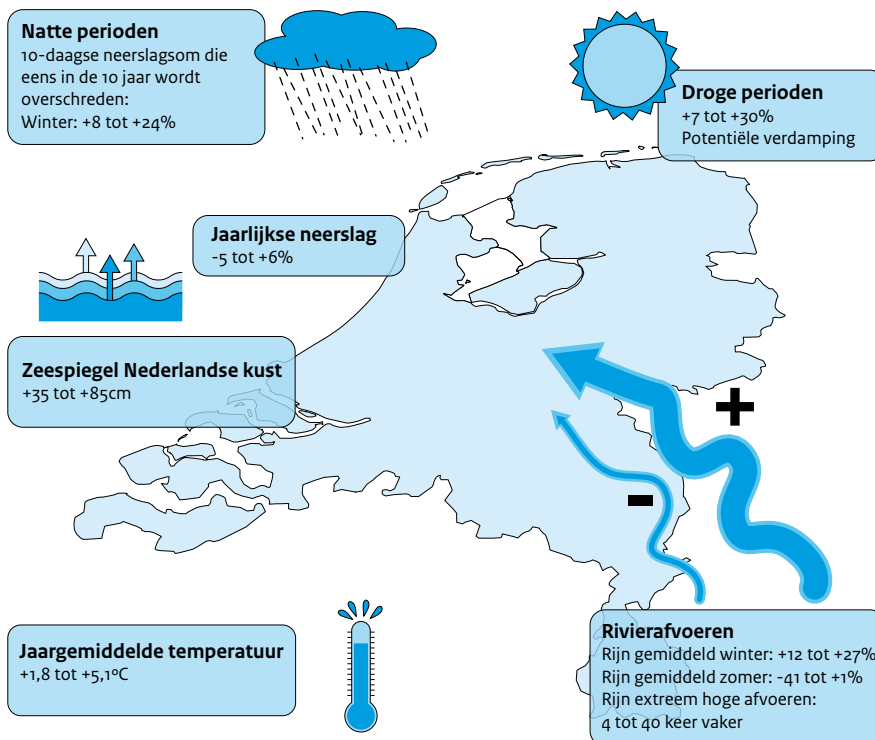 Natte perioden
10-daagse neerslagsom die
eens in de 10 jaar wordt
overschreden:
Winter: +8 tot +24%
Droge perioden
+7 tot +30%
Potentiële verdamping
Jaarlijkse neerslag
-5 tot +6%
Zeespiegel Nederlandse kust
+35 tot +85cm
+
-
Jaargemiddelde temperatuur
+1,8 tot +5,1ºC
Rivierafvoeren
Rijn gemiddeld winter: +12 tot +27%
Rijn gemiddeld zomer: -41 tot +1%
Rijn extreem hoge afvoeren:
4 tot 40 keer vaker